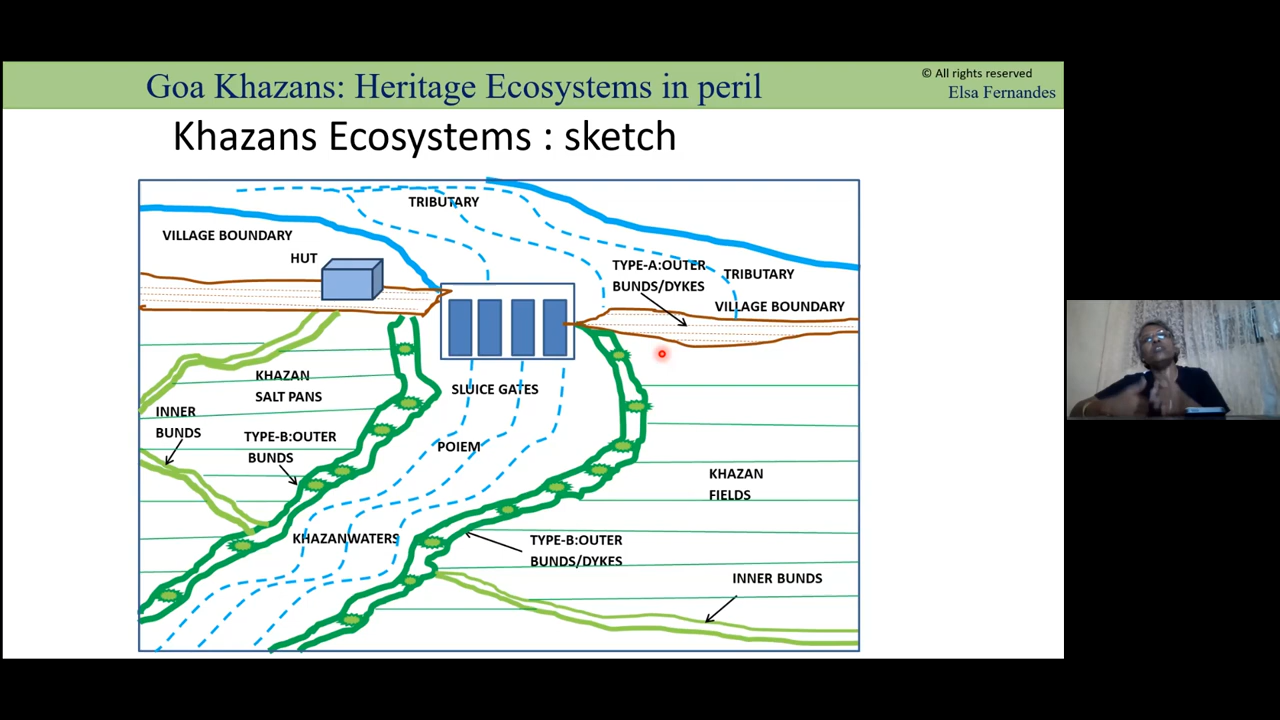 © All rights reserved
Goa Khazans: Heritage Ecosystems in peril
Elsa Fernandes
Khazans Ecosystems : sketch
TRIBUTARY
VILLAGE BOUNDARY
HUT
TYPE-A:OUTER
BUNDS/DYKES
TRIBUTARY
VILLAGE BOUNDARY
KHAZAN
SALT PANS
SLUICE GATES
INNER
BUNDS
TYPE-B:OUTER
BUNDS
POIEM
KHAZAN
FIELDS
KHAZANWATERS
TYPE-B:OUTER
BUNDS/DYKES
INNER BUNDS